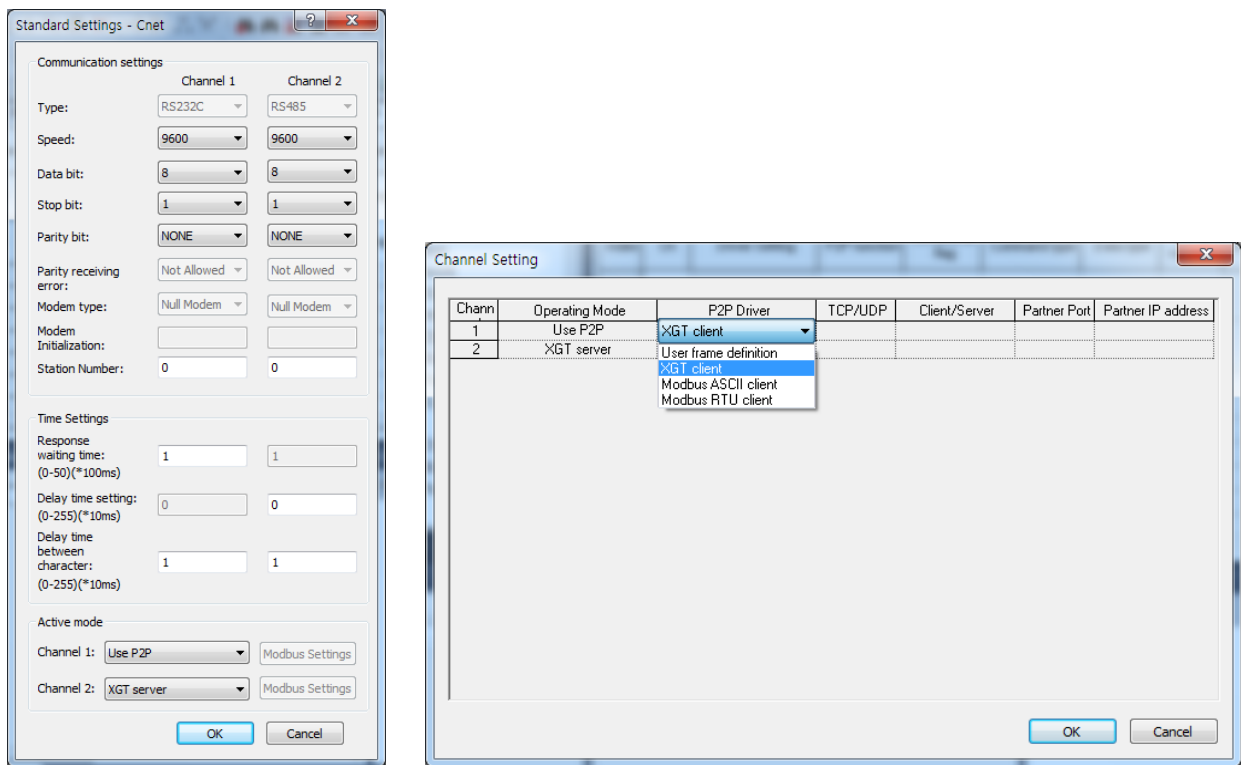 Standard Settings - Cnet
Communication settings
Channel 1 Channel 2
Type: RS232C RS485
Speed: 9600 9600
Data bit: 8 8
Stop bit: 1 1
Parity bit: NONE NONE
Parity receiving
error: Not Allowed Not Allowed
Modem type: Null Modem Null Modem
Modem
Initialization:
Station Number: 0 0
Time Settings
Response
waiting time: 1 1
(0-50)(*100ms)
Delay time setting: 0 0
(0-255)(*10ms)
Delay time
between
character: 1 1
(0-255)(*10ms)
Active mode
Channel 1: Use P2P Modbus Settings
Channel 2: XGT server Modbus Settings
OK Cancel
Channel Setting
Chann Operating Mode P2P Driver TCP/UDP Client/Server Partner Port Partner IP address
1 Use P2P XGT client
2 XGT server
User frame definition
XGT client
Modbus ASCII client
Modbus RTU client
OK Cancel